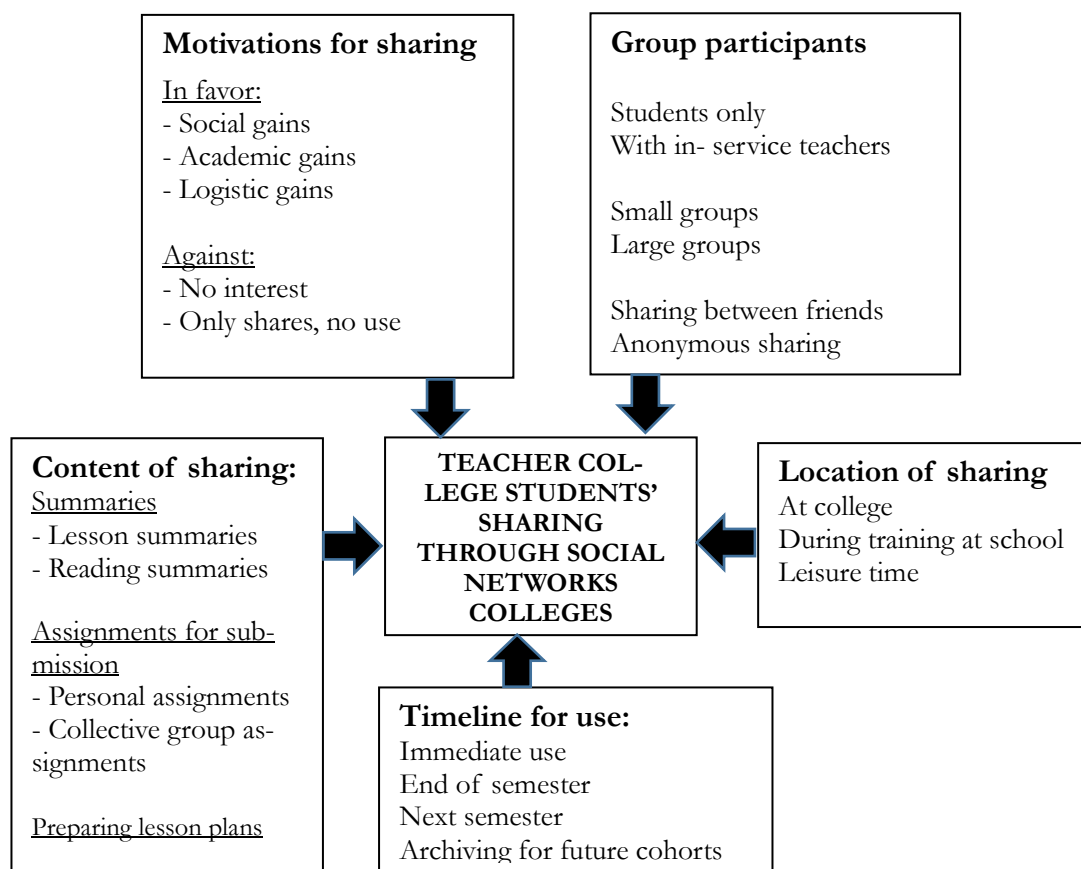 Motivations for sharing
In favor:
- Social gains
- Academic gains
- Logistic gains
Against:
- No interest
- Only shares, no use
Group participants
Students only
With in- service teachers
Small groups
Large groups
Sharing between friends
Anonymous sharing
Content of sharing:
Summaries
- Lesson summaries
- Reading summaries
Assignments for sub-
mission
- Personal assignments
- Collective group as-
signments
Preparing lesson plans
TEACHER COL-
LEGE STUDENTS’
SHARING
THROUGH SOCIAL
NETWORKS
COLLEGES
Location of sharing
At college
During training at school
Leisure time
Timeline for use:
Immediate use
End of semester
Next semester
Archiving for future cohorts